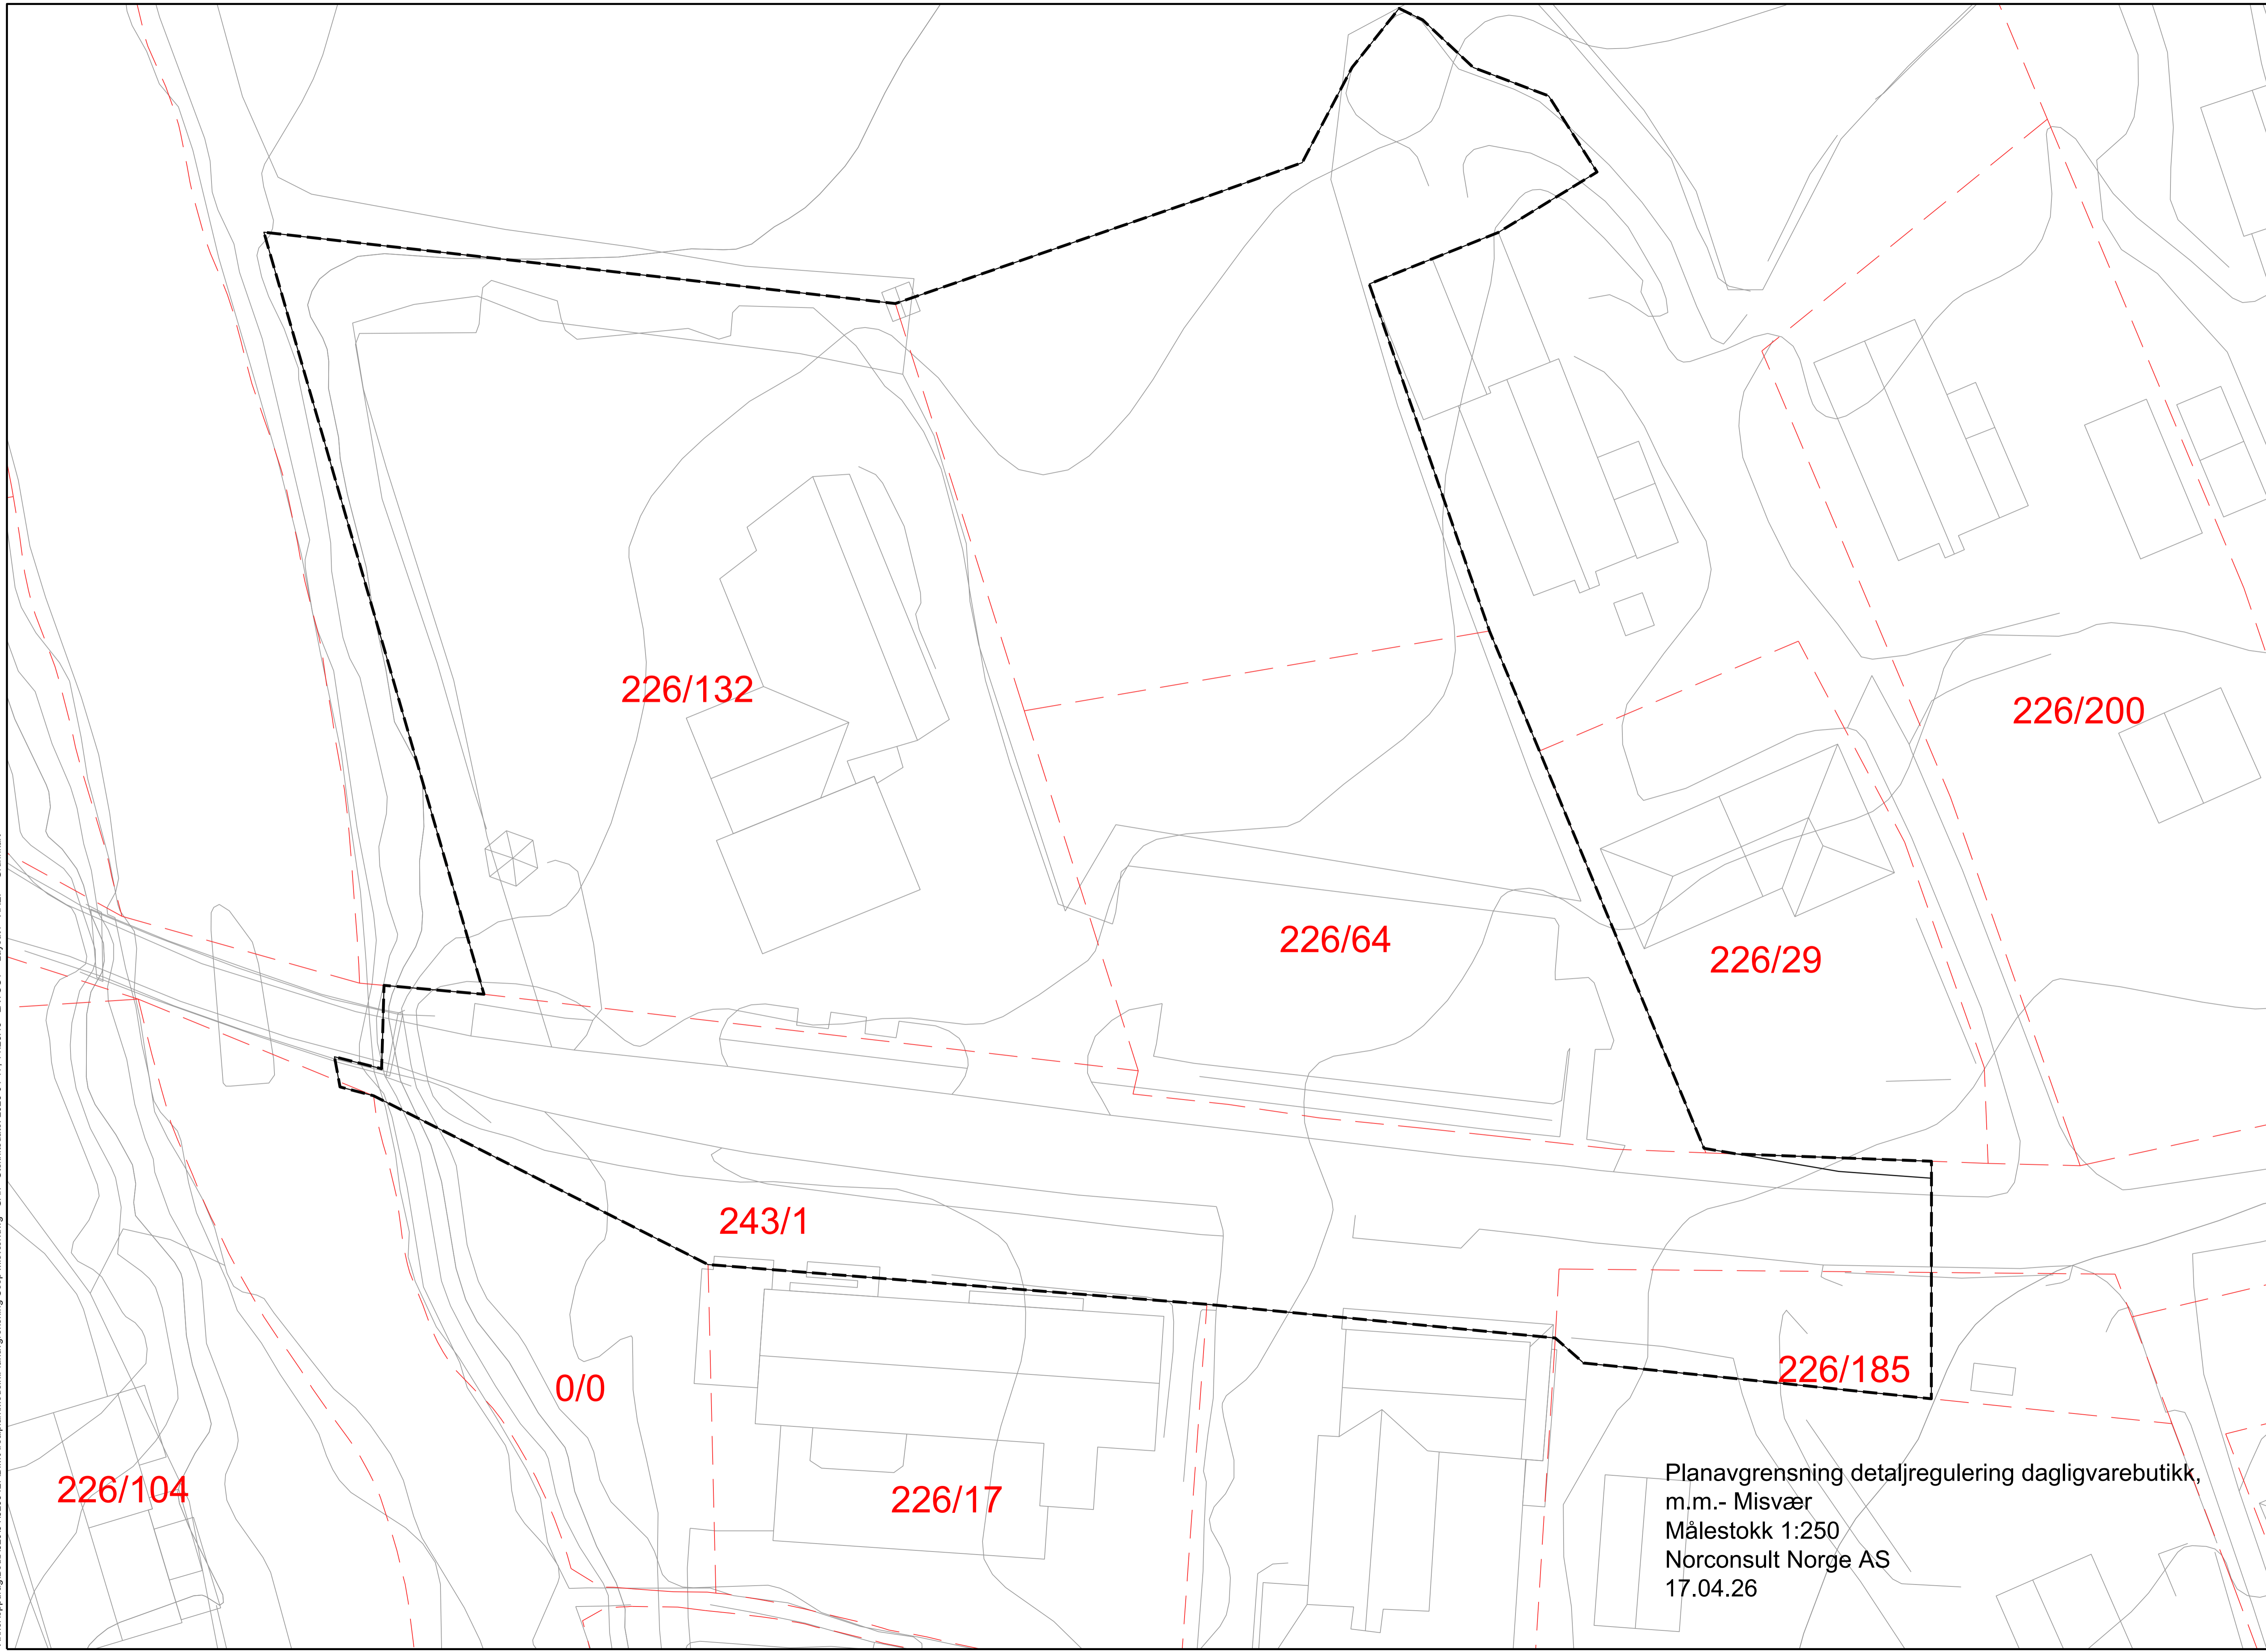 226/132
226/200
226/64
226/29
243/1
226/185
0/0
226/104
226/17
Planavgrensning detaljregulering dagligvarebutikk,
m.m.- Misvær
Målestokk 1:250
Norconsult Norge AS
17.04.26